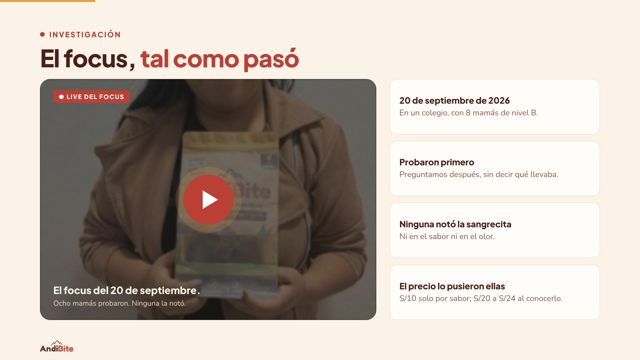 INVESTIGACIÓN
El focus, tal como pasó
LIVE DEL FOCUS
El focus del 20 de septiembre.
Ocho mamás probaron. Ninguna la notó.
20 de septiembre de 2026
En un colegio, con 8 mamás de nivel B.
Probaron primero
Preguntamos después, sin decir qué llevaba.
Ninguna notó la sangrecita
Ni en el sabor ni en el olor.
El precio lo pusieron ellas
S/10 solo por sabor; S/20 a S/24 al conocerlo.
AndiBite